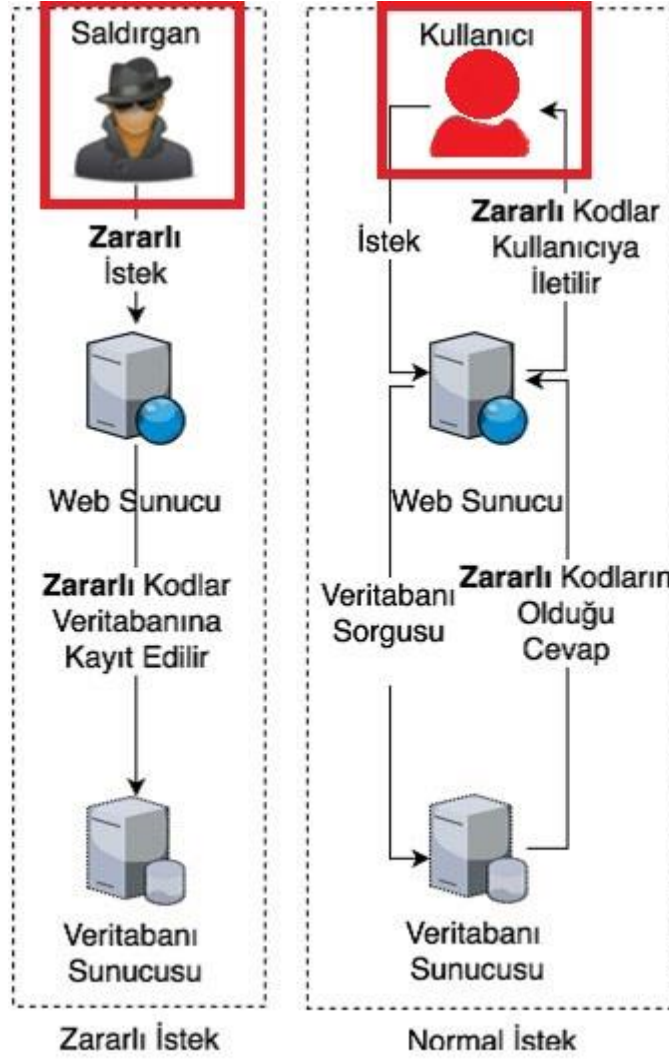 Saldırgan
Zararlı
İstek
Web Sunucu
Zararlı Kodlar
Veritabanına
Kayıt Edilir
Veritabanı
Sunucusu
Zararlı İstek
Kullanıcı
İstek
Zararlı Kodlar
Kullanıcıya
İletilir
Web Sunucu
Veritabanı
Sorgusu
Zararlı Kodların
Olduğu
Cevap
Veritabanı
Sunucusu
Normal İstek